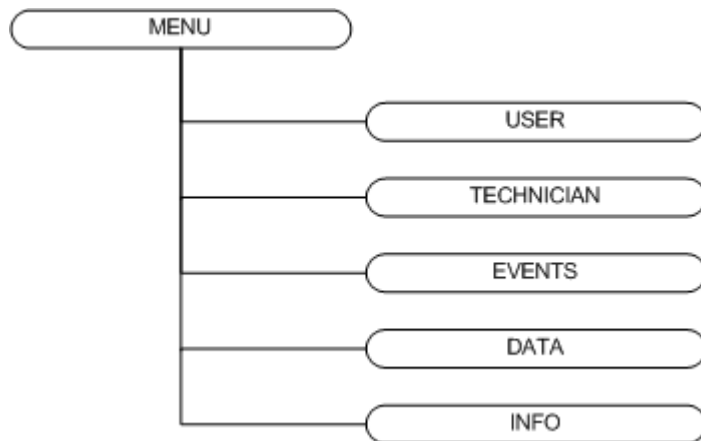 MENU
USER
TECHNICIAN
EVENTS
DATA
INFO